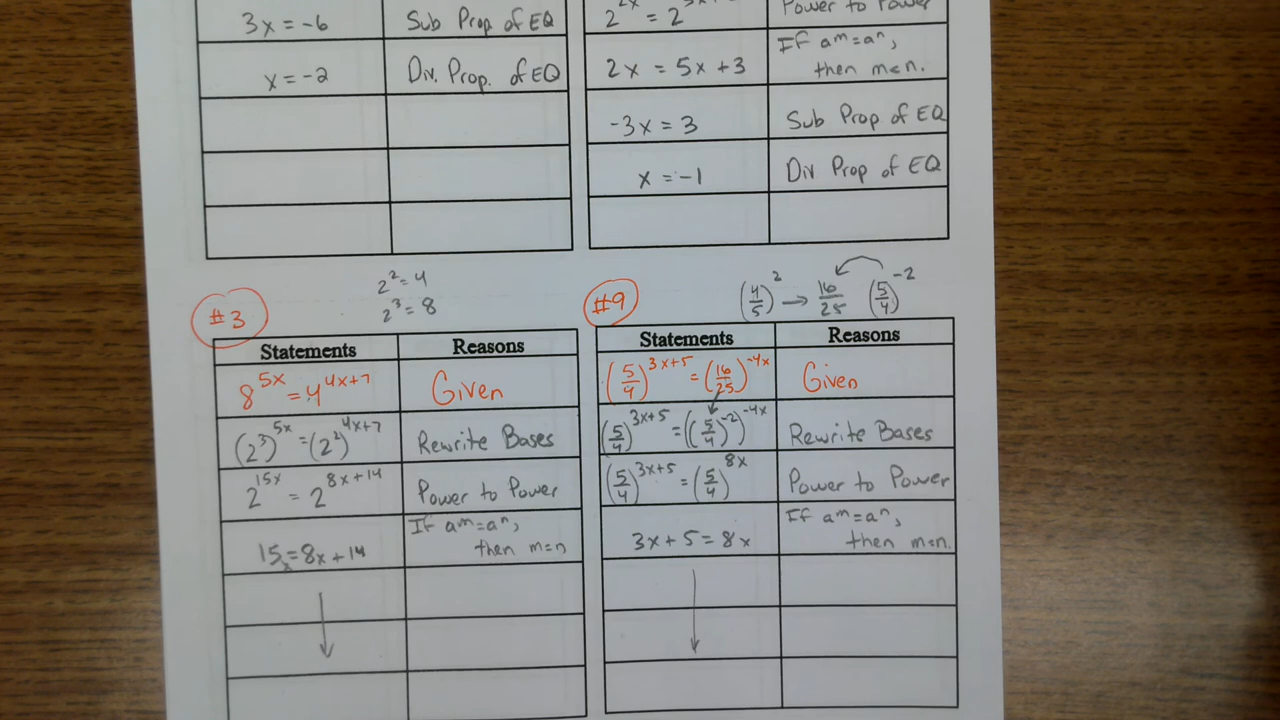 3x = -6 Sub Prop of EQ
x = -2 Div. Prop. of EQ
Power to Power
2x = 5x + 3 If aᵐ=aⁿ,
then m=n.
-3x = 3 Sub Prop of EQ
x = -1 Div Prop of EQ
2² = 4
2³ = 8
#3
Statements Reasons
8^5x = 4^4x+7 Given
(2³)^5x = (2²)^4x+7 Rewrite Bases
2^15x = 2^8x+14 Power to Power
15x = 8x + 14 If aᵐ=aⁿ,
then m=n
#9
(4/5)² → 16/25 (5/4)^-2
Statements Reasons
(5/4)^3x+5 = (16/25)^-4x Given
(5/4)^3x+5 = ((5/4)^-2)^-4x Rewrite Bases
(5/4)^3x+5 = (5/4)^8x Power to Power
3x + 5 = 8x If aᵐ=aⁿ,
then m=n.